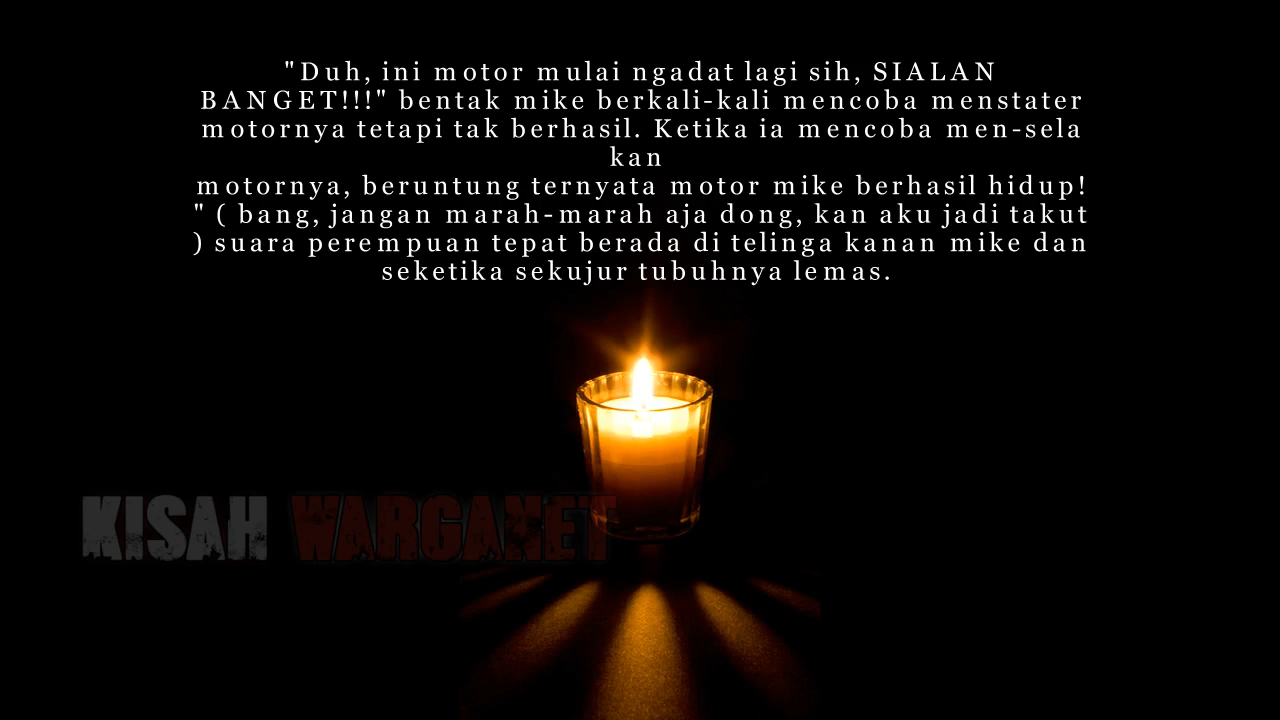 "Duh, ini motor mulai ngadat lagi sih, SIALAN
BANGET!!!" bentak mike berkali-kali mencoba menstater
motornya tetapi tak berhasil. Ketika ia mencoba men-sela
kan
motornya, beruntung ternyata motor mike berhasil hidup!
" ( bang, jangan marah-marah aja dong, kan aku jadi takut
) suara perempuan tepat berada di telinga kanan mike dan
seketika sekujur tubuhnya lemas.
KISAH WARGANET